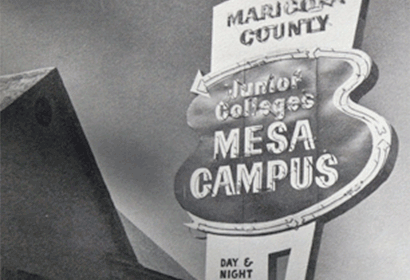 MARICOPA
COUNTY
Junior
Colleges
MESA
CAMPUS
DAY &
NIGHT